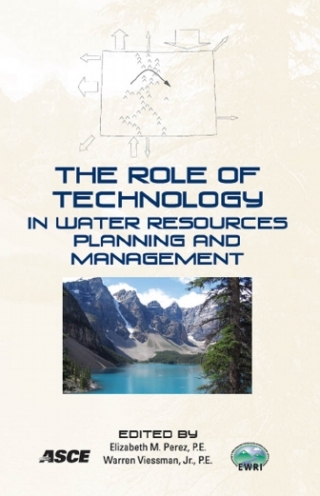 THE ROLE OF
TECHNOLOGY
IN WATER RESOURCES
PLANNING AND
MANAGEMENT
EDITED BY
Elizabeth M. Perez, P.E.
Warren Viessman, Jr., P.E.
ASCE
EWRI